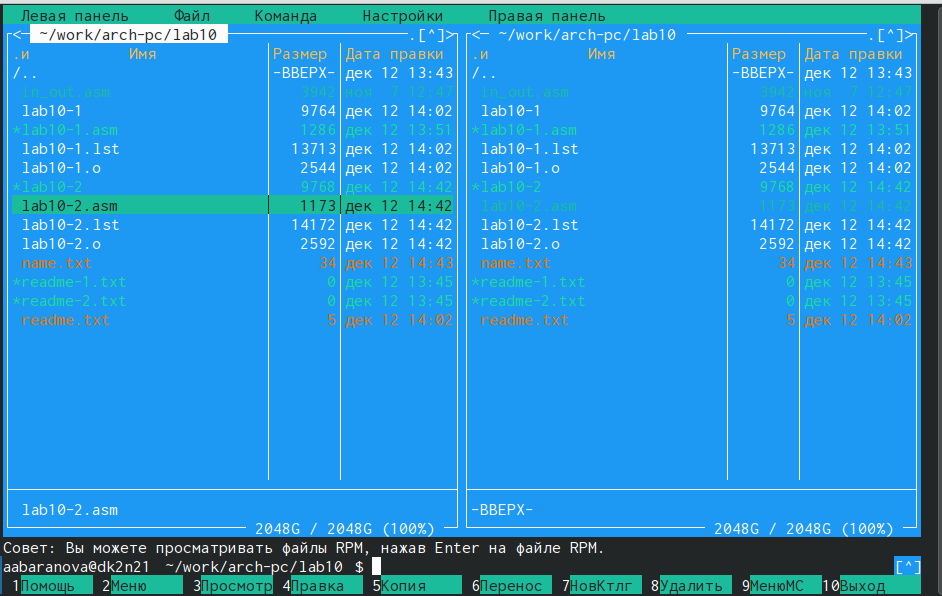 Левая панель Файл Команда Настройки Правая панель
<─ ~/work/arch-pc/lab10 .[^]> <─ ~/work/arch-pc/lab10 .[^]>
.и Имя Размер Дата правки .и Имя Размер Дата правки
/.. -ВВЕРХ- дек 12 13:43 /.. -ВВЕРХ- дек 12 13:43
in_out.asm 3942 ноя 7 12:47 in_out.asm 3942 ноя 7 12:47
lab10-1 9764 дек 12 14:02 lab10-1 9764 дек 12 14:02
*lab10-1.asm 1286 дек 12 13:51 *lab10-1.asm 1286 дек 12 13:51
lab10-1.lst 13713 дек 12 14:02 lab10-1.lst 13713 дек 12 14:02
lab10-1.o 2544 дек 12 14:02 lab10-1.o 2544 дек 12 14:02
*lab10-2 9768 дек 12 14:42 *lab10-2 9768 дек 12 14:42
lab10-2.asm 1173 дек 12 14:42 lab10-2.asm 1173 дек 12 14:42
lab10-2.lst 14172 дек 12 14:42 lab10-2.lst 14172 дек 12 14:42
lab10-2.o 2592 дек 12 14:42 lab10-2.o 2592 дек 12 14:42
name.txt 34 дек 12 14:43 name.txt 34 дек 12 14:43
*readme-1.txt 0 дек 12 13:45 *readme-1.txt 0 дек 12 13:45
*readme-2.txt 0 дек 12 13:45 *readme-2.txt 0 дек 12 13:45
readme.txt 5 дек 12 14:02 readme.txt 5 дек 12 14:02
lab10-2.asm -ВВЕРХ-
2048G / 2048G (100%) 2048G / 2048G (100%)
Совет: Вы можете просматривать файлы RPM, нажав Enter на файле RPM.
aabaranova@dk2n21 ~/work/arch-pc/lab10 $ [^]
1Помощь 2Меню 3Просмотр 4Правка 5Копия 6Перенос 7НовКтлг 8Удалить 9МенюMC 10Выход